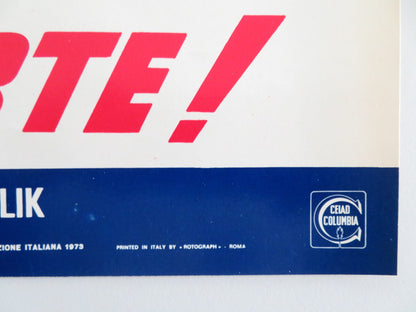 RTE!
LIK
ZIONE ITALIANA 1973
PRINTED IN ITALY BY « ROTOGRAPH » - ROMA
CEIAD
COLUMBIA